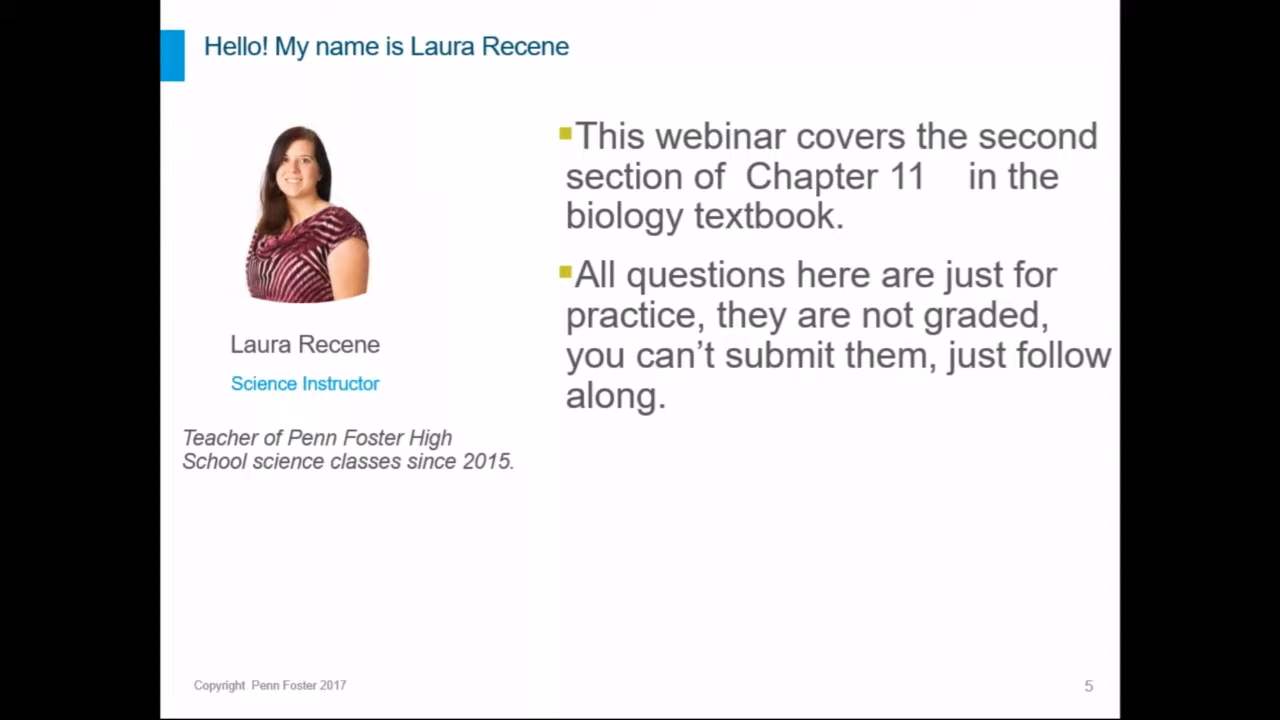 Hello! My name is Laura Recene
▪This webinar covers the second
section of Chapter 11 in the
biology textbook.
▪All questions here are just for
practice, they are not graded,
you can't submit them, just follow
along.
Laura Recene
Science Instructor
Teacher of Penn Foster High
School science classes since 2015.
Copyright Penn Foster 2017
5